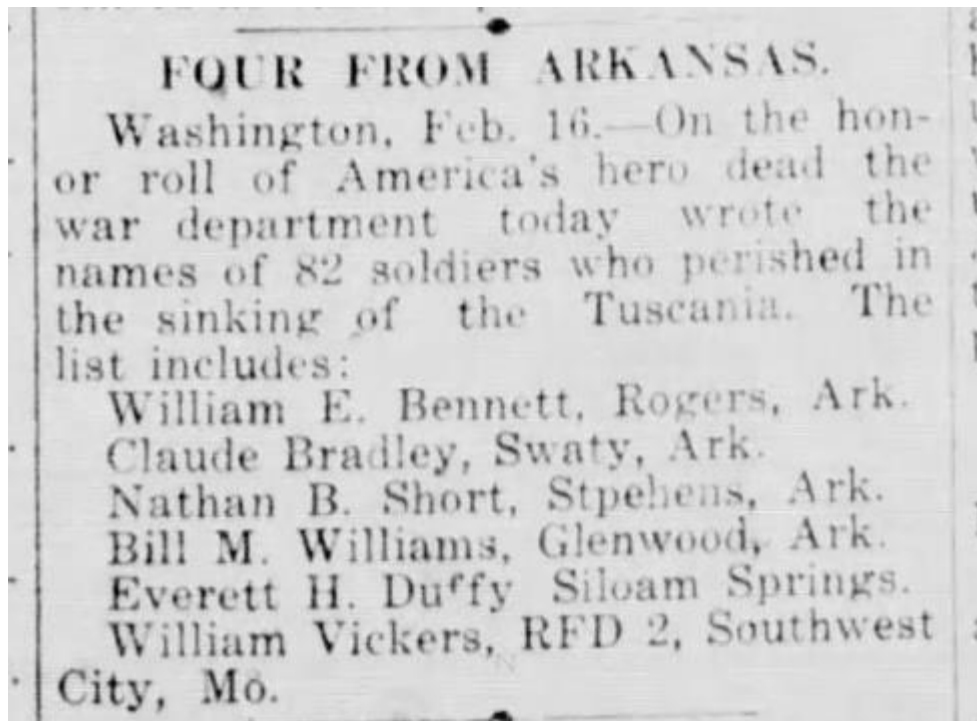 FOUR FROM ARKANSAS.
Washington, Feb. 16.—On the hon-
or roll of America's hero dead the
war department today wrote the
names of 82 soldiers who perished in
the sinking of the Tuscania. The
list includes:
William E. Bennett, Rogers, Ark.
Claude Bradley, Swaty, Ark.
Nathan B. Short, Stpehens, Ark.
Bill M. Williams, Glenwood, Ark.
Everett H. Duffy Siloam Springs.
William Vickers, RFD 2, Southwest
City, Mo.